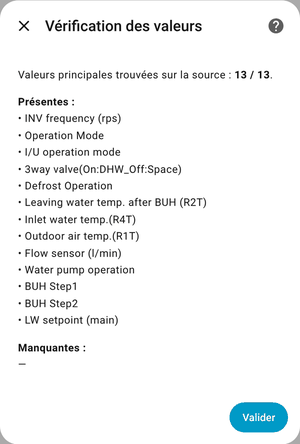 Vérification des valeurs
Valeurs principales trouvées sur la source : 13 / 13.
Présentes :
• INV frequency (rps)
• Operation Mode
• I/U operation mode
• 3way valve(On:DHW_Off:Space)
• Defrost Operation
• Leaving water temp. after BUH (R2T)
• Inlet water temp.(R4T)
• Outdoor air temp.(R1T)
• Flow sensor (l/min)
• Water pump operation
• BUH Step1
• BUH Step2
• LW setpoint (main)
Manquantes :
—
Valider